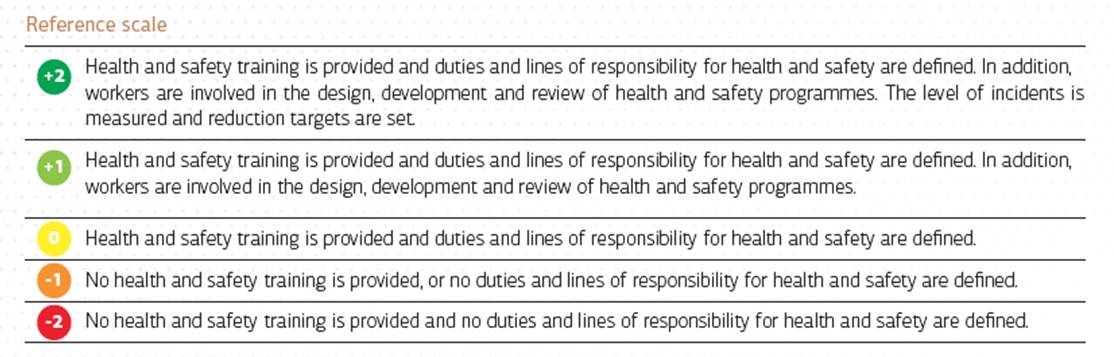 Reference scale
+2
Health and safety training is provided and duties and lines of responsibility for health and safety are defined. In addition,
workers are involved in the design, development and review of health and safety programmes. The level of incidents is
measured and reduction targets are set.
+1
Health and safety training is provided and duties and lines of responsibility for health and safety are defined. In addition,
workers are involved in the design, development and review of health and safety programmes.
0
Health and safety training is provided and duties and lines of responsibility for health and safety are defined.
-1
No health and safety training is provided, or no duties and lines of responsibility for health and safety are defined.
-2
No health and safety training is provided and no duties and lines of responsibility for health and safety are defined.